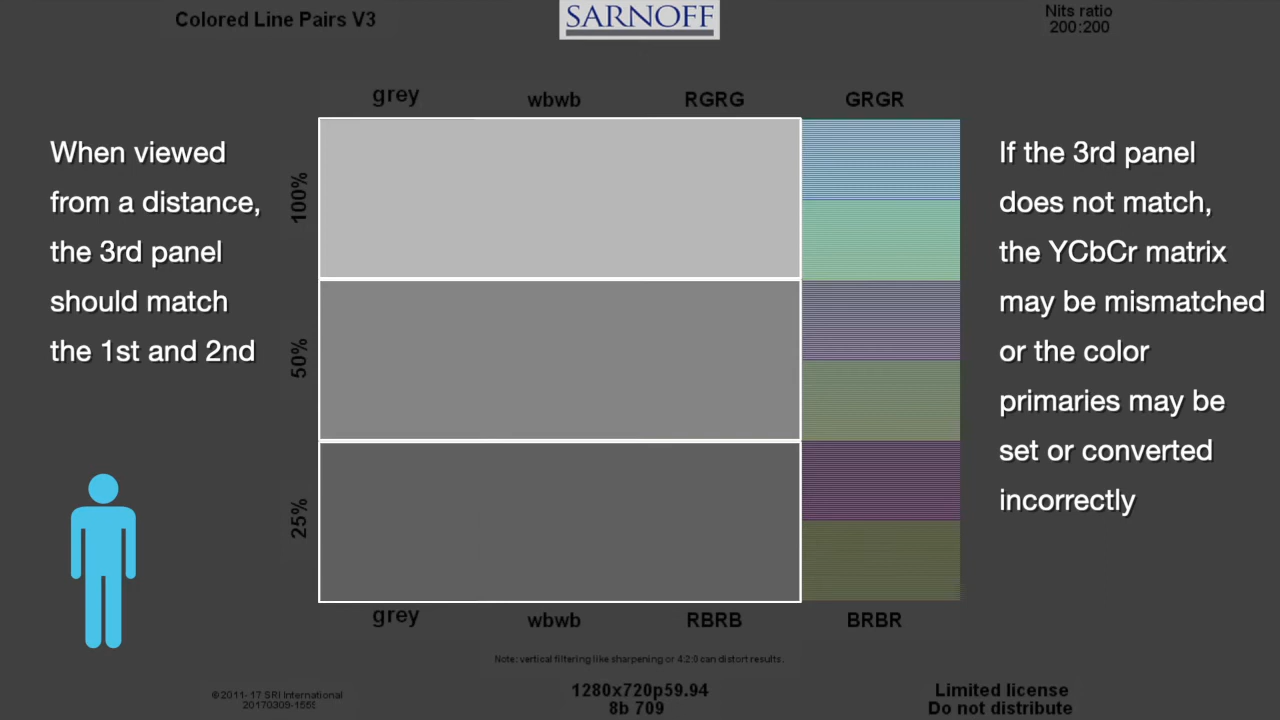 Colored Line Pairs V3
SARNOFF
Nits ratio
200:200
grey wbwb RGRG GRGR
When viewed
from a distance,
the 3rd panel
should match
the 1st and 2nd
100%
50%
25%
If the 3rd panel
does not match,
the YCbCr matrix
may be mismatched
or the color
primaries may be
set or converted
incorrectly
grey wbwb RBRB BRBR
Note: vertical filtering like sharpening or 4:2:0 can distort results.
©2011-17 SRI International
20170309-1555
1280x720p59.94
8b 709
Limited license
Do not distribute